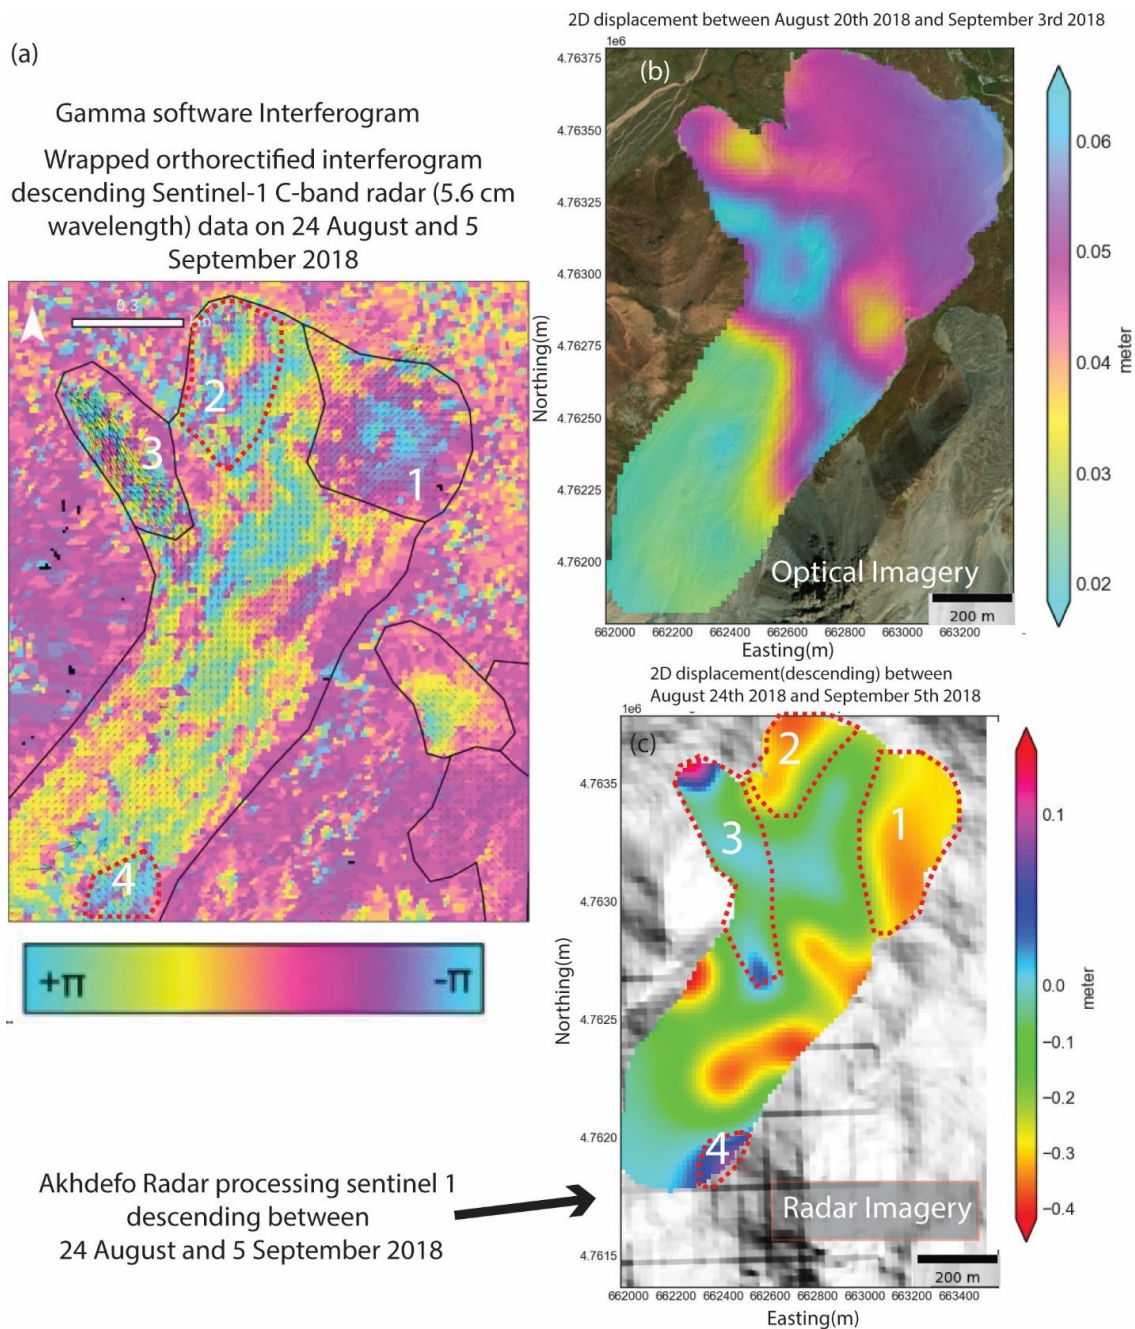 (a)
Gamma software Interferogram
Wrapped orthorectified interferogram
descending Sentinel-1 C-band radar (5.6 cm
wavelength) data on 24 August and 5
September 2018
0.3
2
3
1
4
+π
-π
2D displacement between August 20th 2018 and September 3rd 2018
1e6
(b)
4.76375
4.76350
4.76325
4.76300
4.76275
4.76250
4.76225
4.76200
Northing(m)
Optical Imagery
200 m
662000 662200 662400 662600 662800 663000 663200
Easting(m)
0.06
0.05
0.04
0.03
0.02
meter
2D displacement(descending) between
August 24th 2018 and September 5th 2018
1e6
(c)
4.7635
4.7630
4.7625
4.7620
4.7615
Northing(m)
2
1
3
4
Radar Imagery
200 m
662000 662200 662400 662600 662800 663000 663200 663400
Easting(m)
0.1
0.0
−0.1
−0.2
−0.3
−0.4
meter
Akhdefo Radar processing sentinel 1
descending between
24 August and 5 September 2018